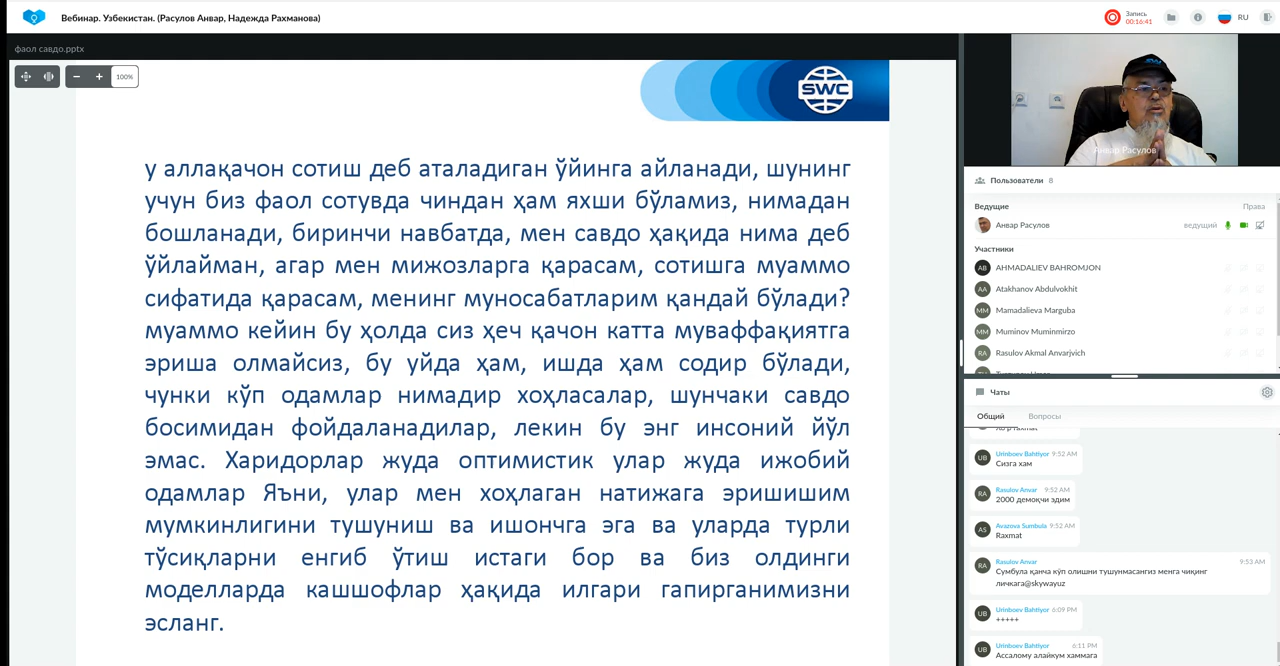 Вебинар. Узбекистан. (Расулов Анвар, Надежда Рахманова)
Запись
00:16:41
RU
фаол савдо.pptx
100%
SWC
у аллақачон сотиш деб аталадиган ўйинга айланади, шунинг
учун биз фаол сотувда чиндан ҳам яхши бўламиз, нимадан
бошланади, биринчи навбатда, мен савдо ҳақида нима деб
ўйлайман, агар мен мижозларга қарасам, сотишга муаммо
сифатида қарасам, менинг муносабатларим қандай бўлади?
муаммо кейин бу ҳолда сиз ҳеч қачон катта муваффақиятга
эриша олмайсиз, бу уйда ҳам, ишда ҳам содир бўлади,
чунки кўп одамлар нимадир хоҳласалар, шунчаки савдо
босимидан фойдаланадилар, лекин бу энг инсоний йўл
эмас. Харидорлар жуда оптимистик улар жуда ижобий
одамлар Яъни, улар мен хоҳлаган натижага эришишим
мумкинлигини тушуниш ва ишончга эга ва уларда турли
тўсиқларни енгиб ўтиш истаги бор ва биз олдинги
моделларда кашшофлар ҳақида илгари гапирганимизни
эсланг.
Анвар Расулов
Пользователи 8
Ведущие Права
Анвар Расулов ведущий
Участники
AB AHMADALIEV BAHROMJON
AA Atakhanov Abdulvokhit
MM Mamadalieva Marguba
MM Muminov Muminmirzo
RA Rasulov Akmal Anvarjvich
Чаты
Общий Вопросы
UB Urinboev Bahtiyor 9:52 AM
Сизга хам
RA Rasulov Anvar 9:52 AM
2000 демоқчи эдим
AS Avazova Sumbula 9:52 AM
Raxmat
RA Rasulov Anvar 9:53 AM
Сумбула қанча кўп олишни тушунмасангиз менга чиқинг
личкага@skywayuz
UB Urinboev Bahtiyor 6:09 PM
+++++
UB Urinboev Bahtiyor 6:11 PM
Ассалому алайкум хаммага